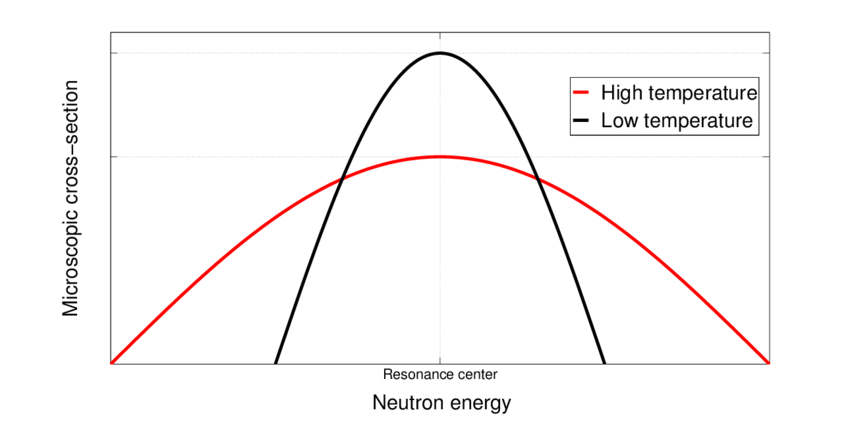 Microscopic cross−section
High temperature
Low temperature
Resonance center
Neutron energy